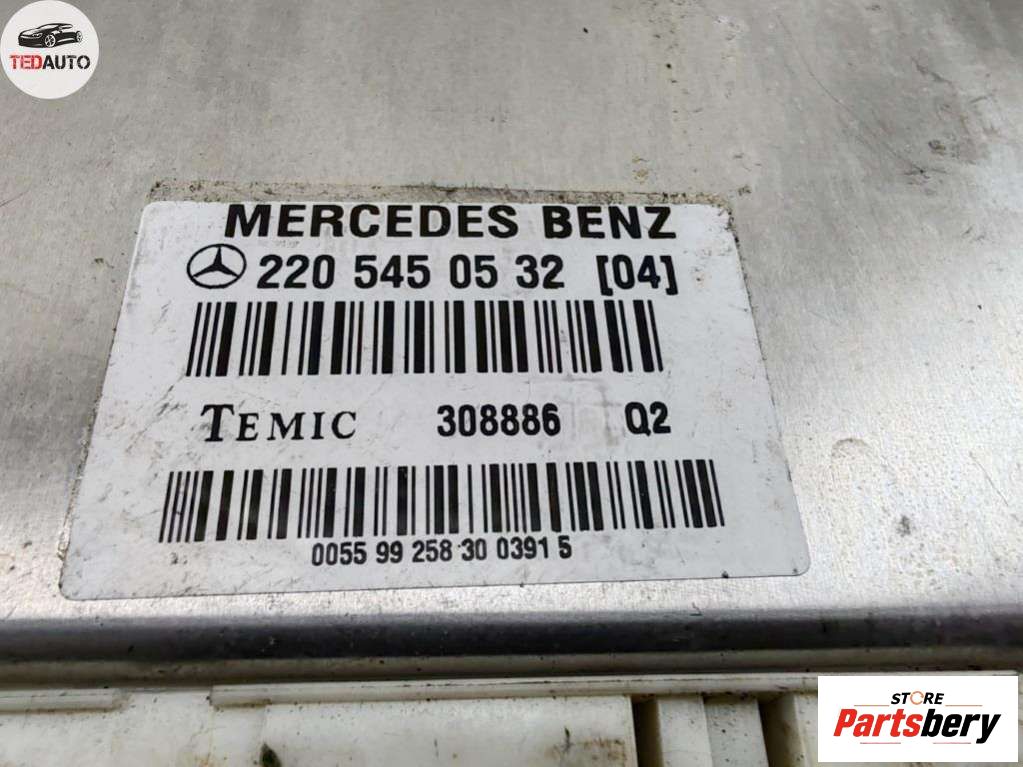 TEDAUTO
MERCEDES BENZ
220 545 05 32 [04]
TEMIC 308886 Q2
0055 99 258 30 0391 5
STORE
Partsbery